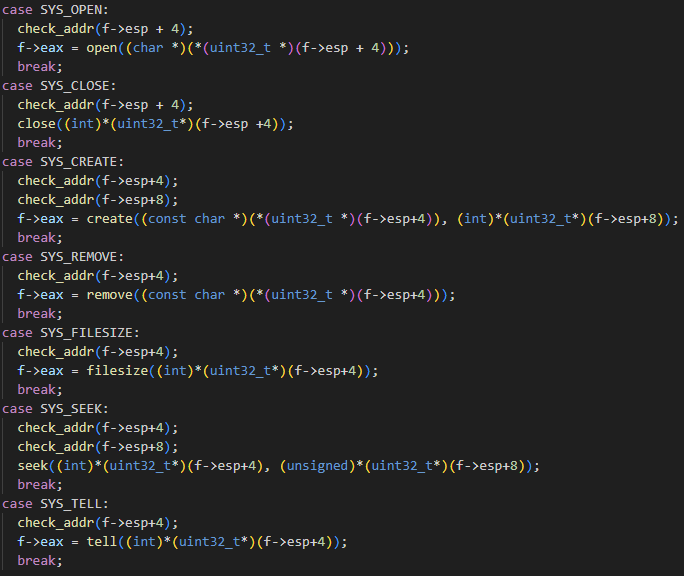 case SYS_OPEN:
  check_addr(f->esp + 4);
  f->eax = open((char *)(*(uint32_t *)(f->esp + 4)));
  break;
case SYS_CLOSE:
  check_addr(f->esp + 4);
  close((int)*(uint32_t*)(f->esp +4));
  break;
case SYS_CREATE:
  check_addr(f->esp+4);
  check_addr(f->esp+8);
  f->eax = create((const char *)(*(uint32_t *)(f->esp+4)), (int)*(uint32_t*)(f->esp+8));
  break;
case SYS_REMOVE:
  check_addr(f->esp+4);
  f->eax = remove((const char *)(*(uint32_t *)(f->esp+4)));
  break;
case SYS_FILESIZE:
  check_addr(f->esp+4);
  f->eax = filesize((int)*(uint32_t*)(f->esp+4));
  break;
case SYS_SEEK:
  check_addr(f->esp+4);
  check_addr(f->esp+8);
  seek((int)*(uint32_t*)(f->esp+4), (unsigned)*(uint32_t*)(f->esp+8));
  break;
case SYS_TELL:
  check_addr(f->esp+4);
  f->eax = tell((int)*(uint32_t*)(f->esp+4));
  break;